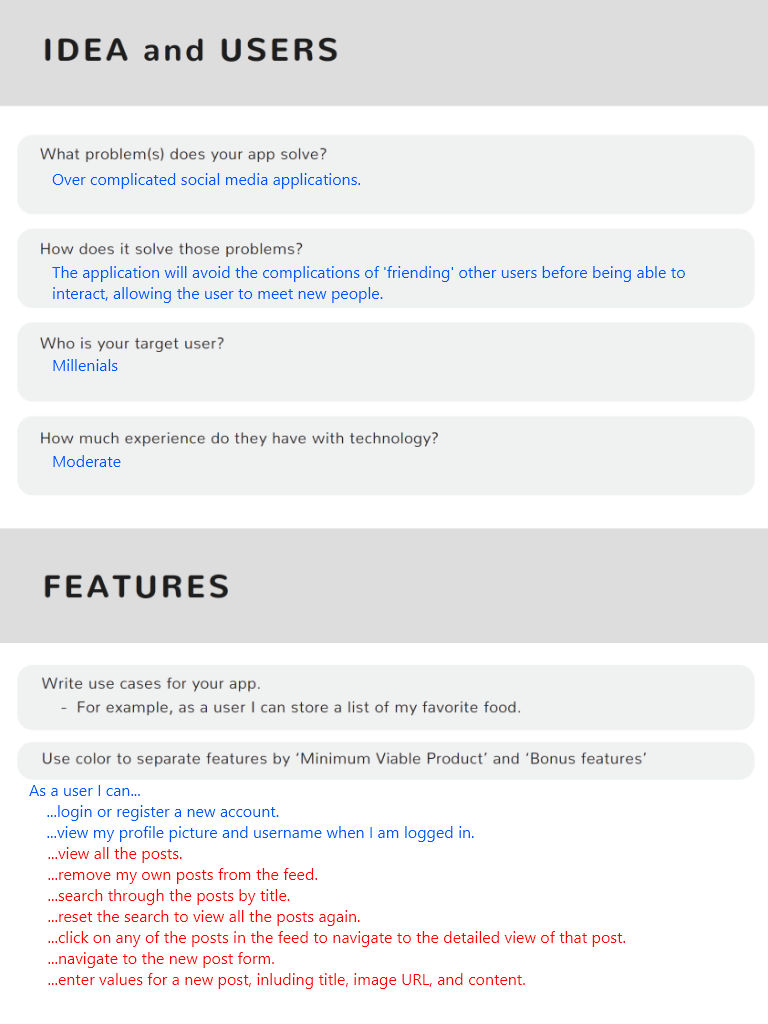 IDEA and USERS
What problem(s) does your app solve?
Over complicated social media applications.
How does it solve those problems?
The application will avoid the complications of 'friending' other users before being able to
interact, allowing the user to meet new people.
Who is your target user?
Millenials
How much experience do they have with technology?
Moderate
FEATURES
Write use cases for your app.
- For example, as a user I can store a list of my favorite food.
Use color to separate features by ‘Minimum Viable Product’ and ‘Bonus features’
As a user I can...
...login or register a new account.
...view my profile picture and username when I am logged in.
...view all the posts.
...remove my own posts from the feed.
...search through the posts by title.
...reset the search to view all the posts again.
...click on any of the posts in the feed to navigate to the detailed view of that post.
...navigate to the new post form.
...enter values for a new post, inluding title, image URL, and content.